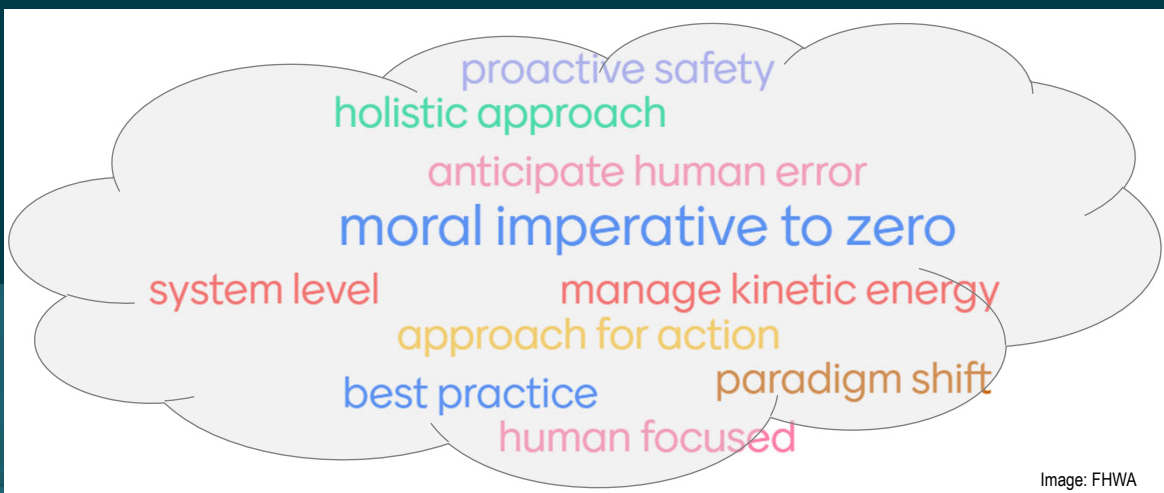 proactive safety
holistic approach
anticipate human error
moral imperative to zero
system level
manage kinetic energy
approach for action
paradigm shift
best practice
human focused
Image: FHWA